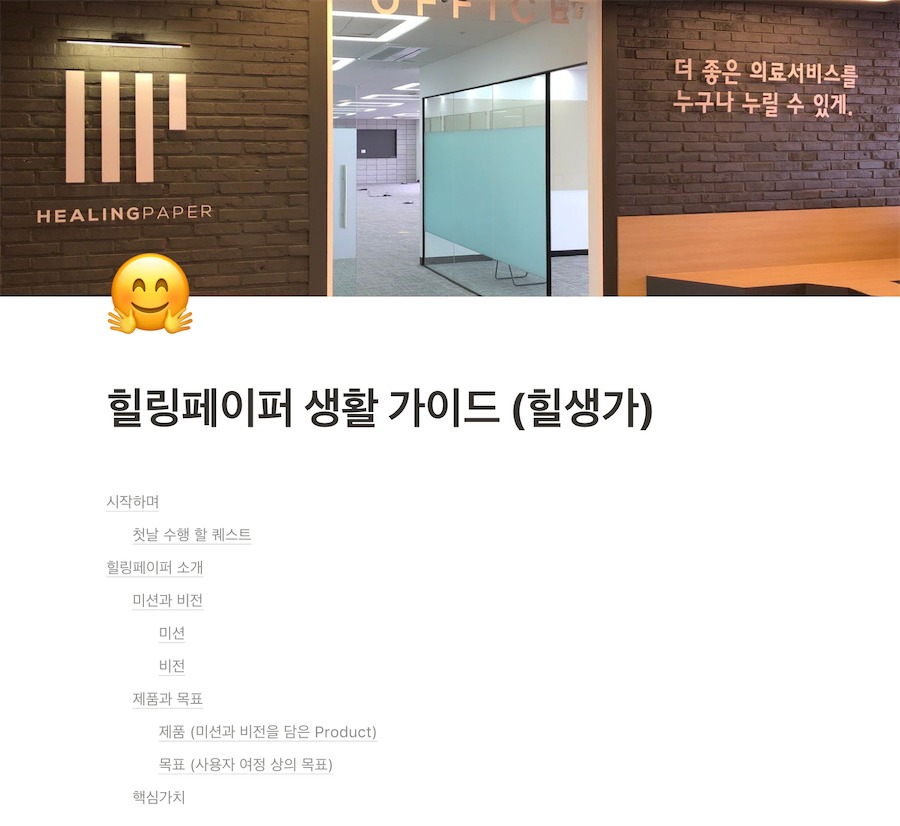 OFFICE
더 좋은 의료서비스를
누구나 누릴 수 있게.
HEALINGPAPER
힐링페이퍼 생활 가이드 (힐생가)
시작하며
첫날 수행 할 퀘스트
힐링페이퍼 소개
미션과 비전
미션
비전
제품과 목표
제품 (미션과 비전을 담은 Product)
목표 (사용자 여정 상의 목표)
핵심가치